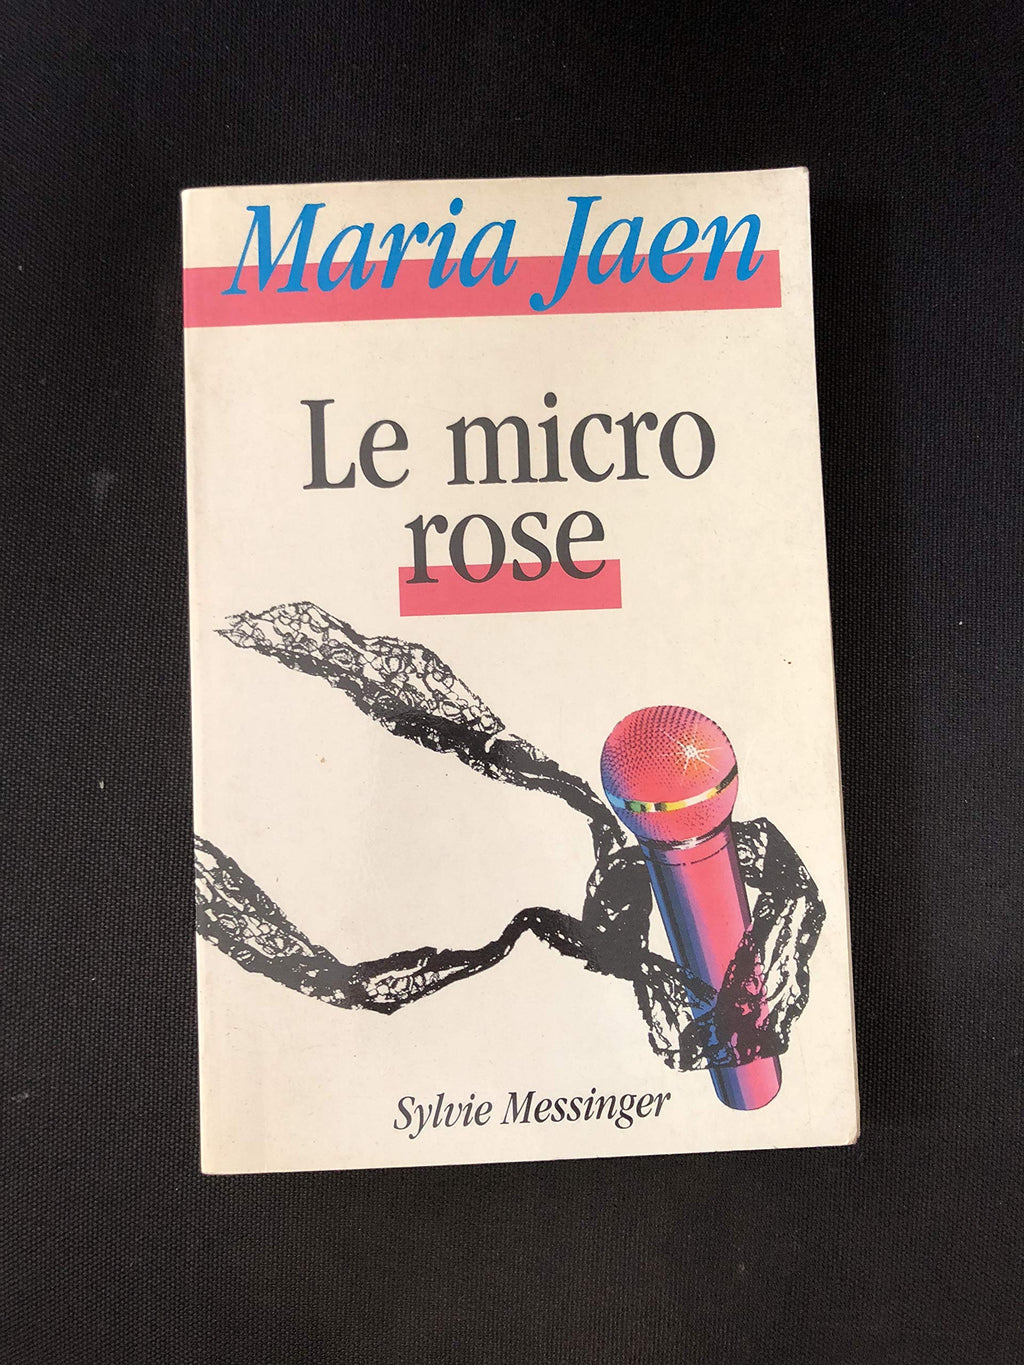 Maria Jaen
Le micro
rose
Sylvie Messinger